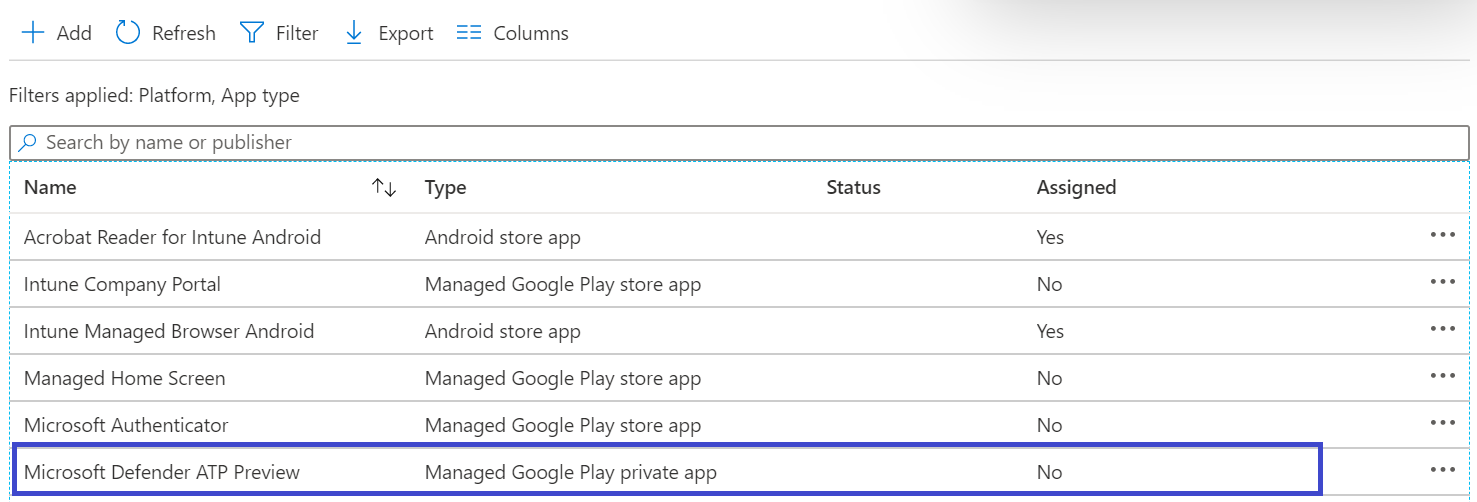 Add Refresh Filter Export Columns
Filters applied: Platform, App type
Search by name or publisher
Name Type Status Assigned
Acrobat Reader for Intune Android Android store app Yes
Intune Company Portal Managed Google Play store app No
Intune Managed Browser Android Android store app Yes
Managed Home Screen Managed Google Play store app No
Microsoft Authenticator Managed Google Play store app No
Microsoft Defender ATP Preview Managed Google Play private app No